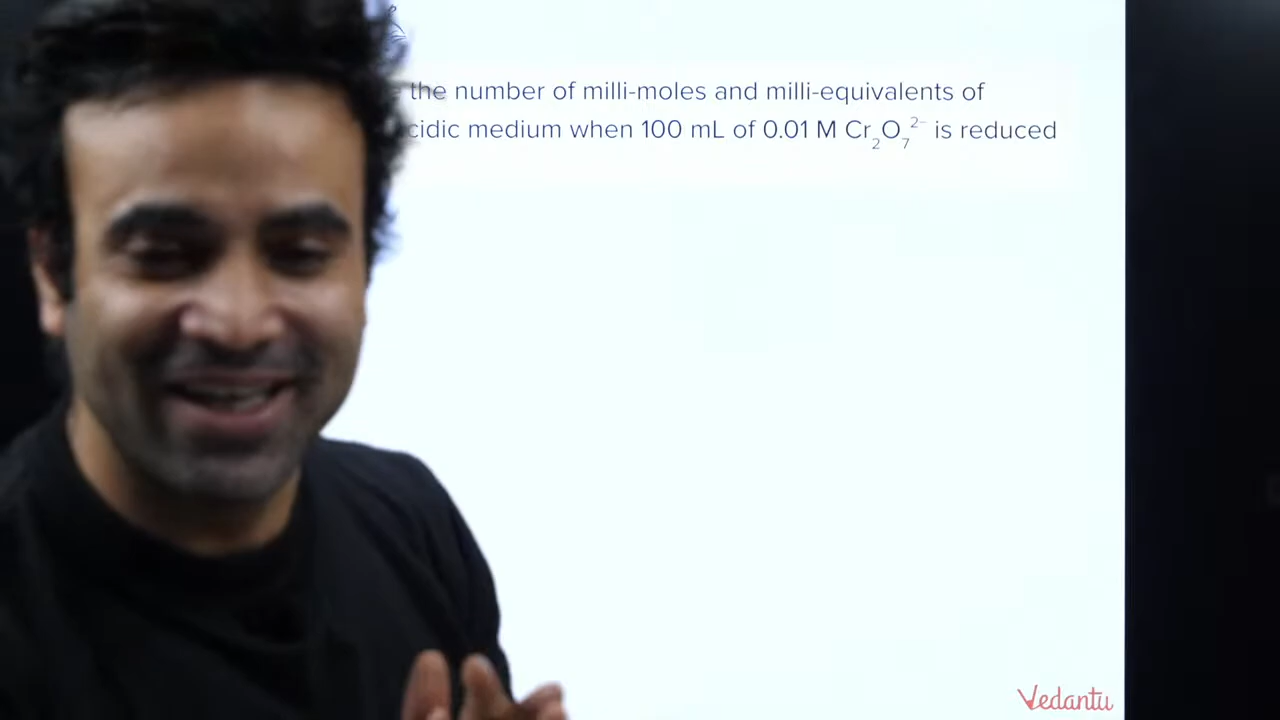 the number of milli-moles and milli-equivalents of
cidic medium when 100 mL of 0.01 M Cr₂O₇²⁻ is reduced
Vedantu